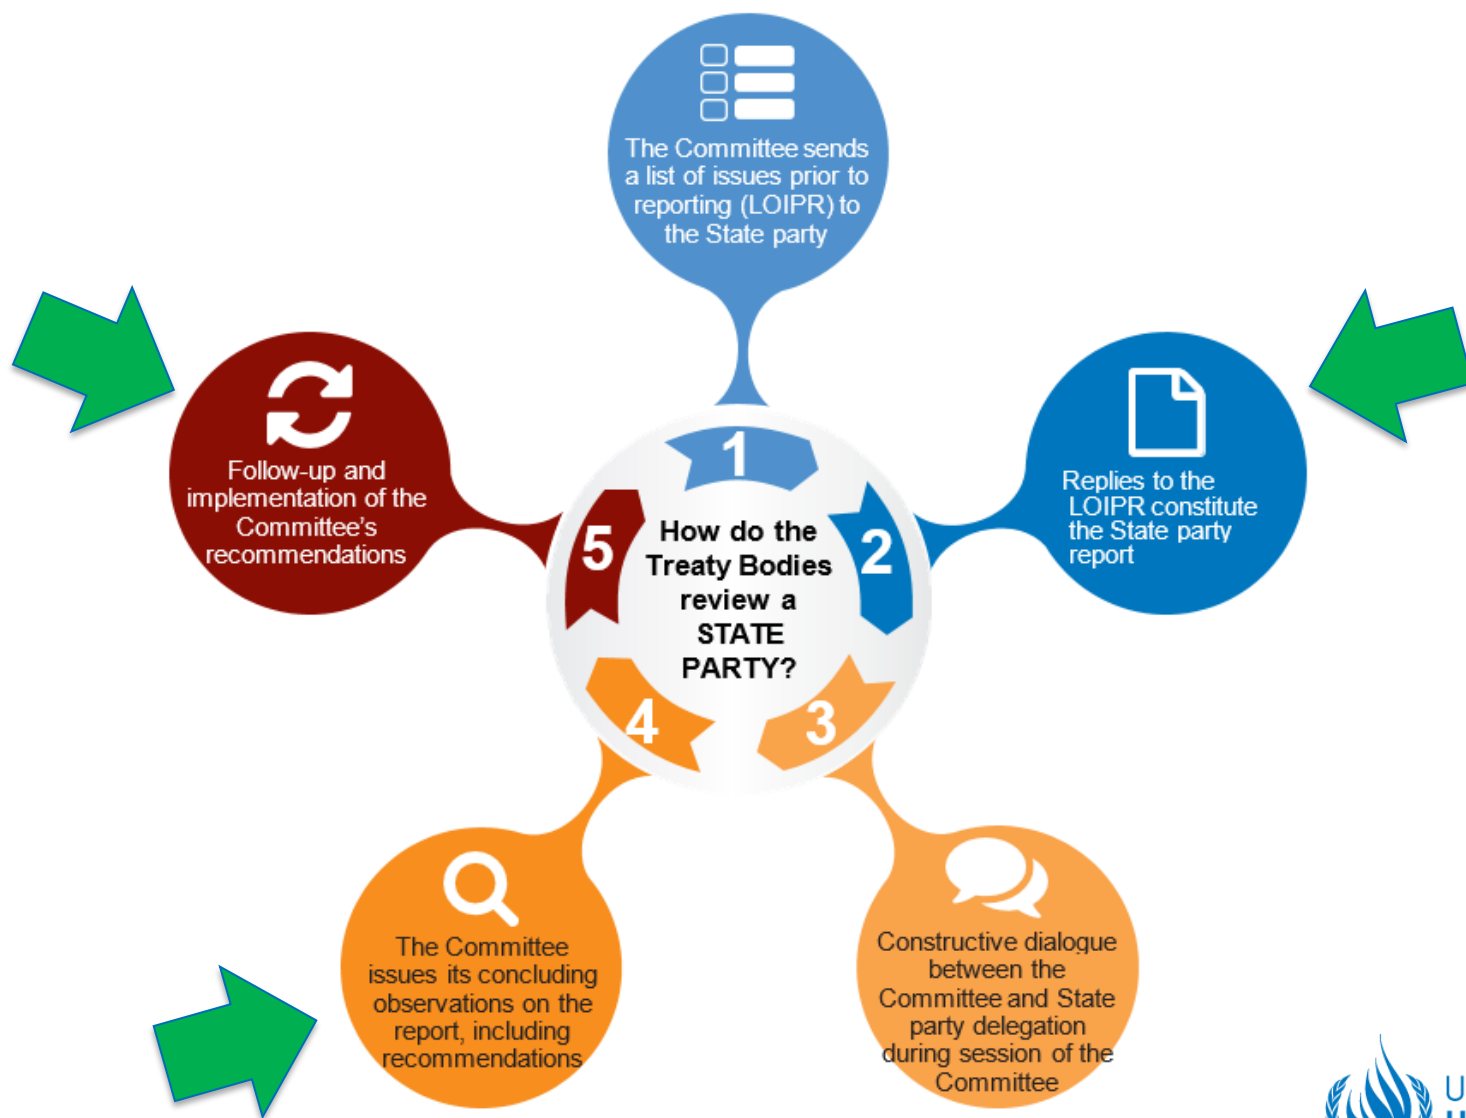 The Committee sends
a list of issues prior to
reporting (LOIPR) to
the State party
Replies to the
LOIPR constitute
the State party
report
Constructive dialogue
between the
Committee and State
party delegation
during session of the
Committee
The Committee
issues its concluding
observations on the
report, including
recommendations
Follow-up and
implementation of the
Committee's
recommendations
1
2
3
4
5
How do the
Treaty Bodies
review a
STATE
PARTY?
U